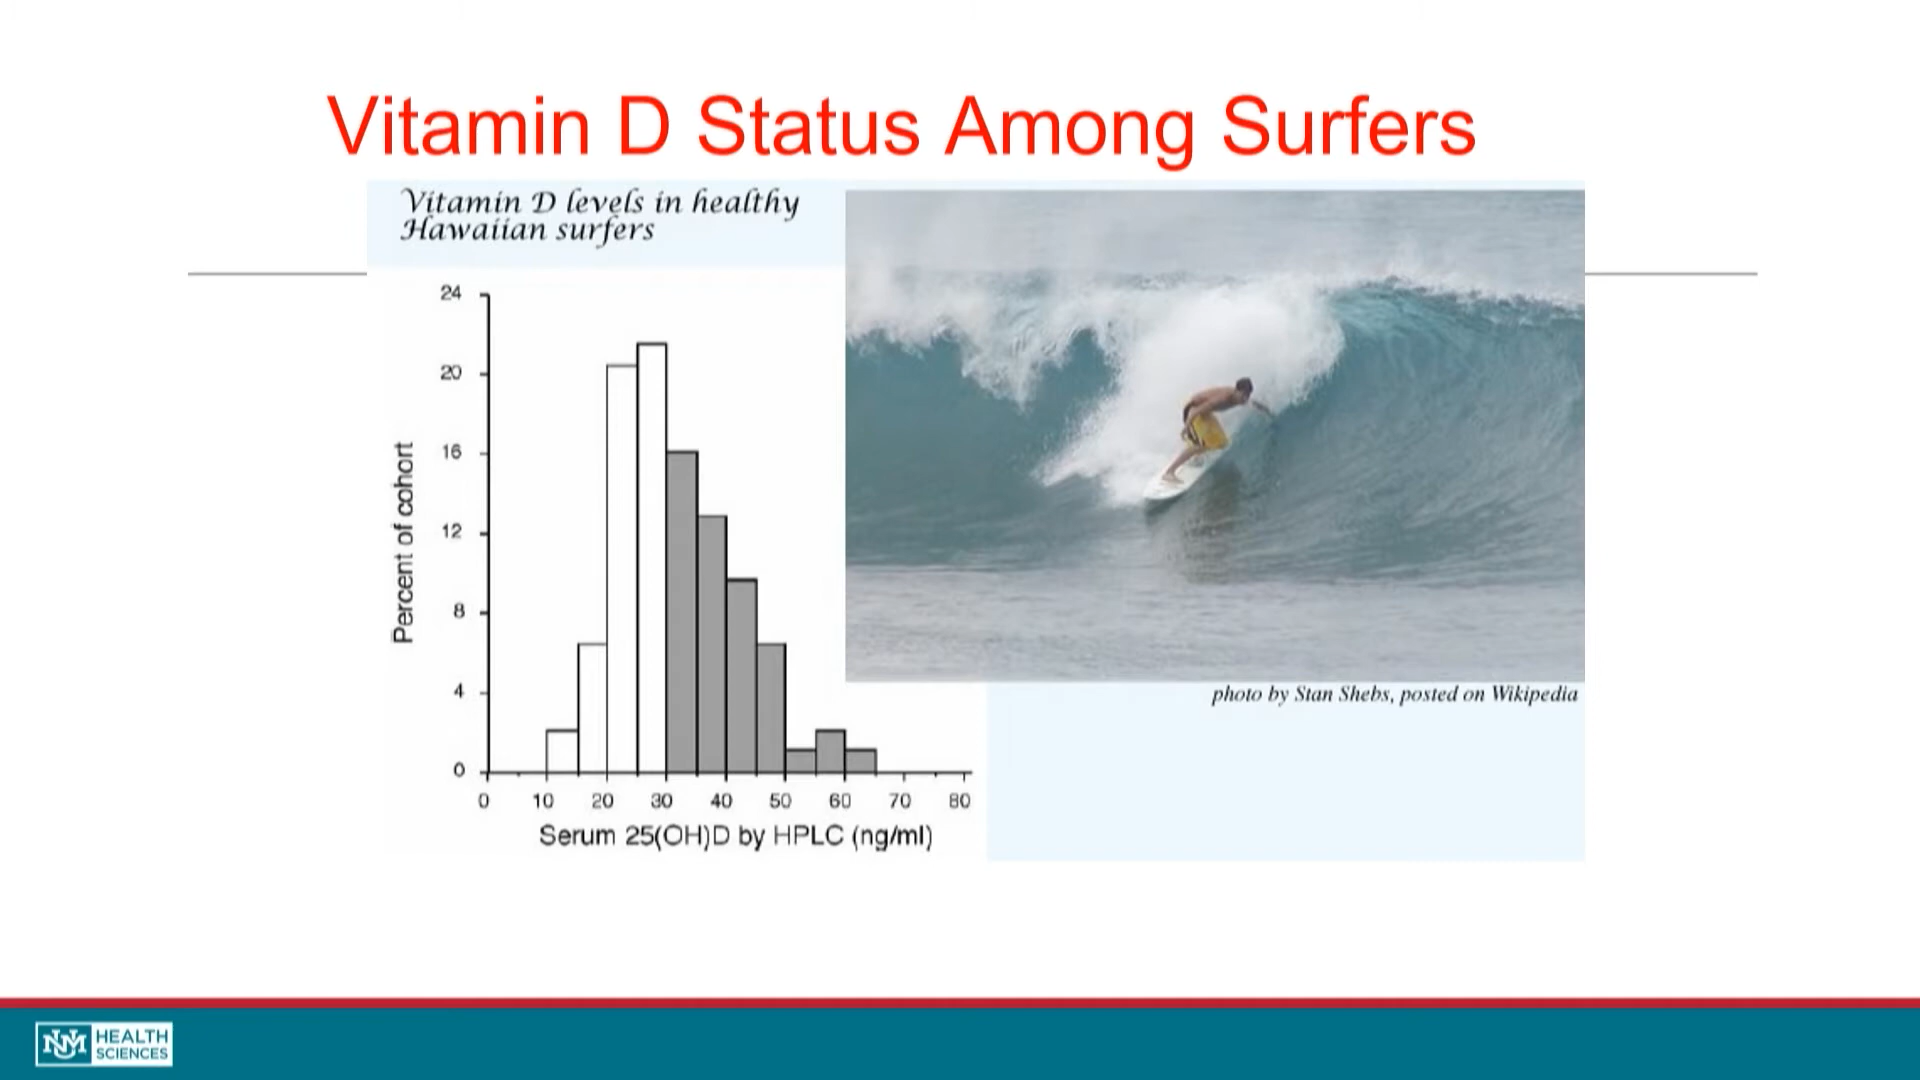 Vitamin D Status Among Surfers
Vitamin D levels in healthy
Hawaiian surfers
24
20
16
12
8
4
0
Percent of cohort
0 10 20 30 40 50 60 70 80
Serum 25(OH)D by HPLC (ng/ml)
photo by Stan Shebs, posted on Wikipedia
UNM HEALTH
SCIENCES